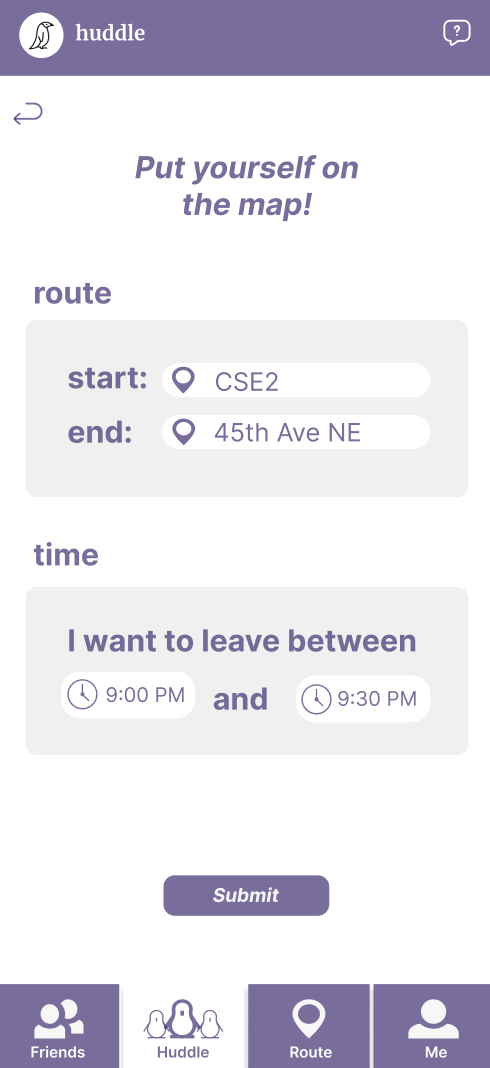 huddle
?
Put yourself on
the map!
route
start: CSE2
end: 45th Ave NE
time
I want to leave between
9:00 PM and 9:30 PM
Submit
Friends Huddle Route Me